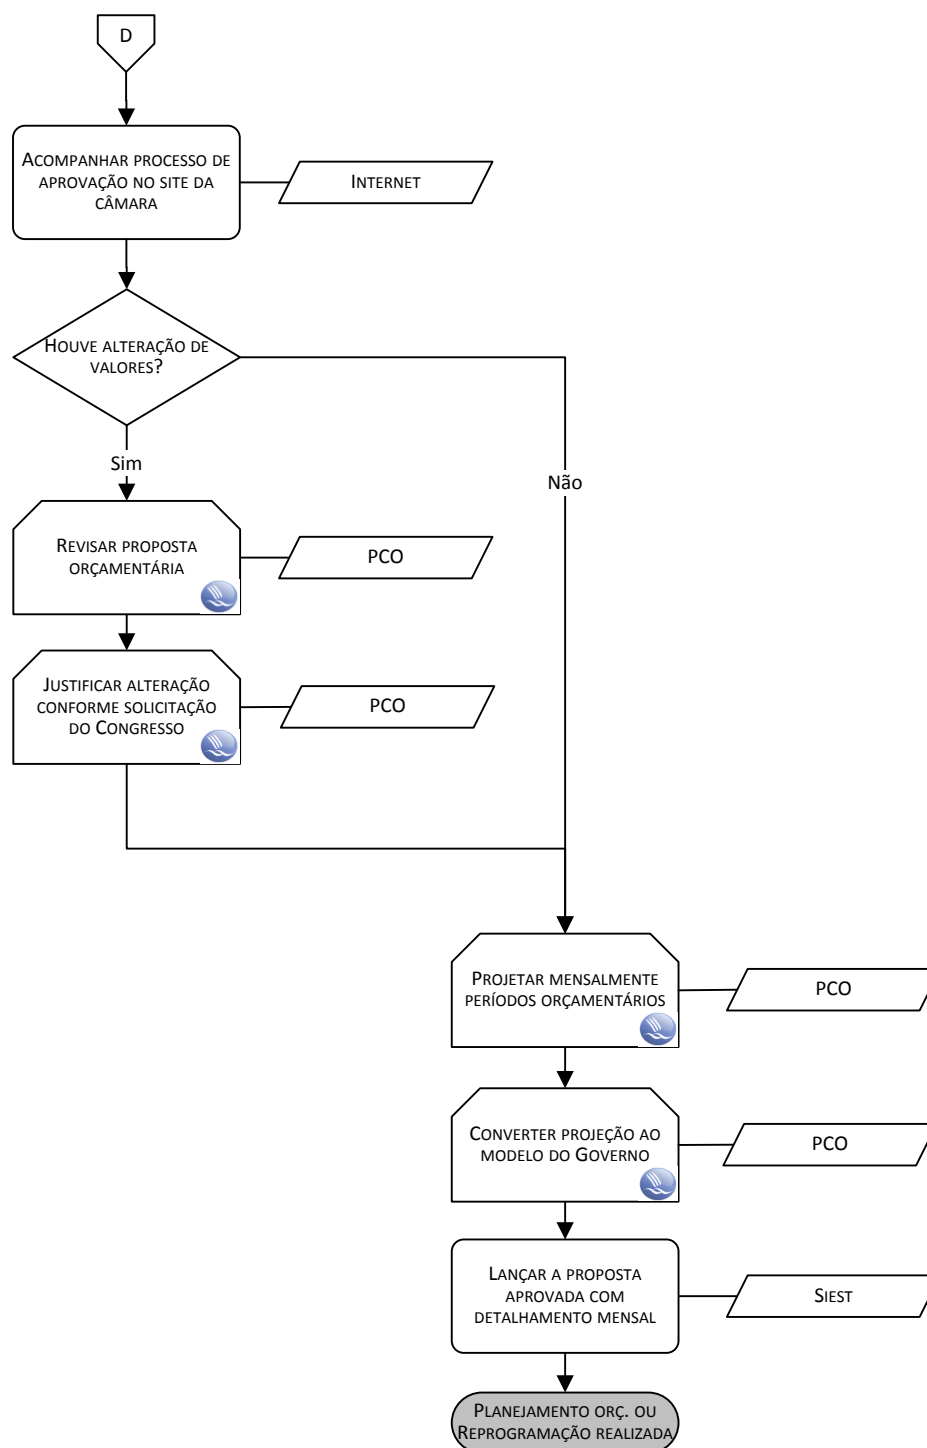 D
Acompanhar processo de
aprovação no site da
câmara
Internet
Houve alteração de
valores?
Sim
Não
Revisar proposta
orçamentária
PCO
Justificar alteração
conforme solicitação
do Congresso
PCO
Projetar mensalmente
períodos orçamentários
PCO
Converter projeção ao
modelo do Governo
PCO
Lançar a proposta
aprovada com
detalhamento mensal
Siest
Planejamento orç. ou
Reprogramação realizada